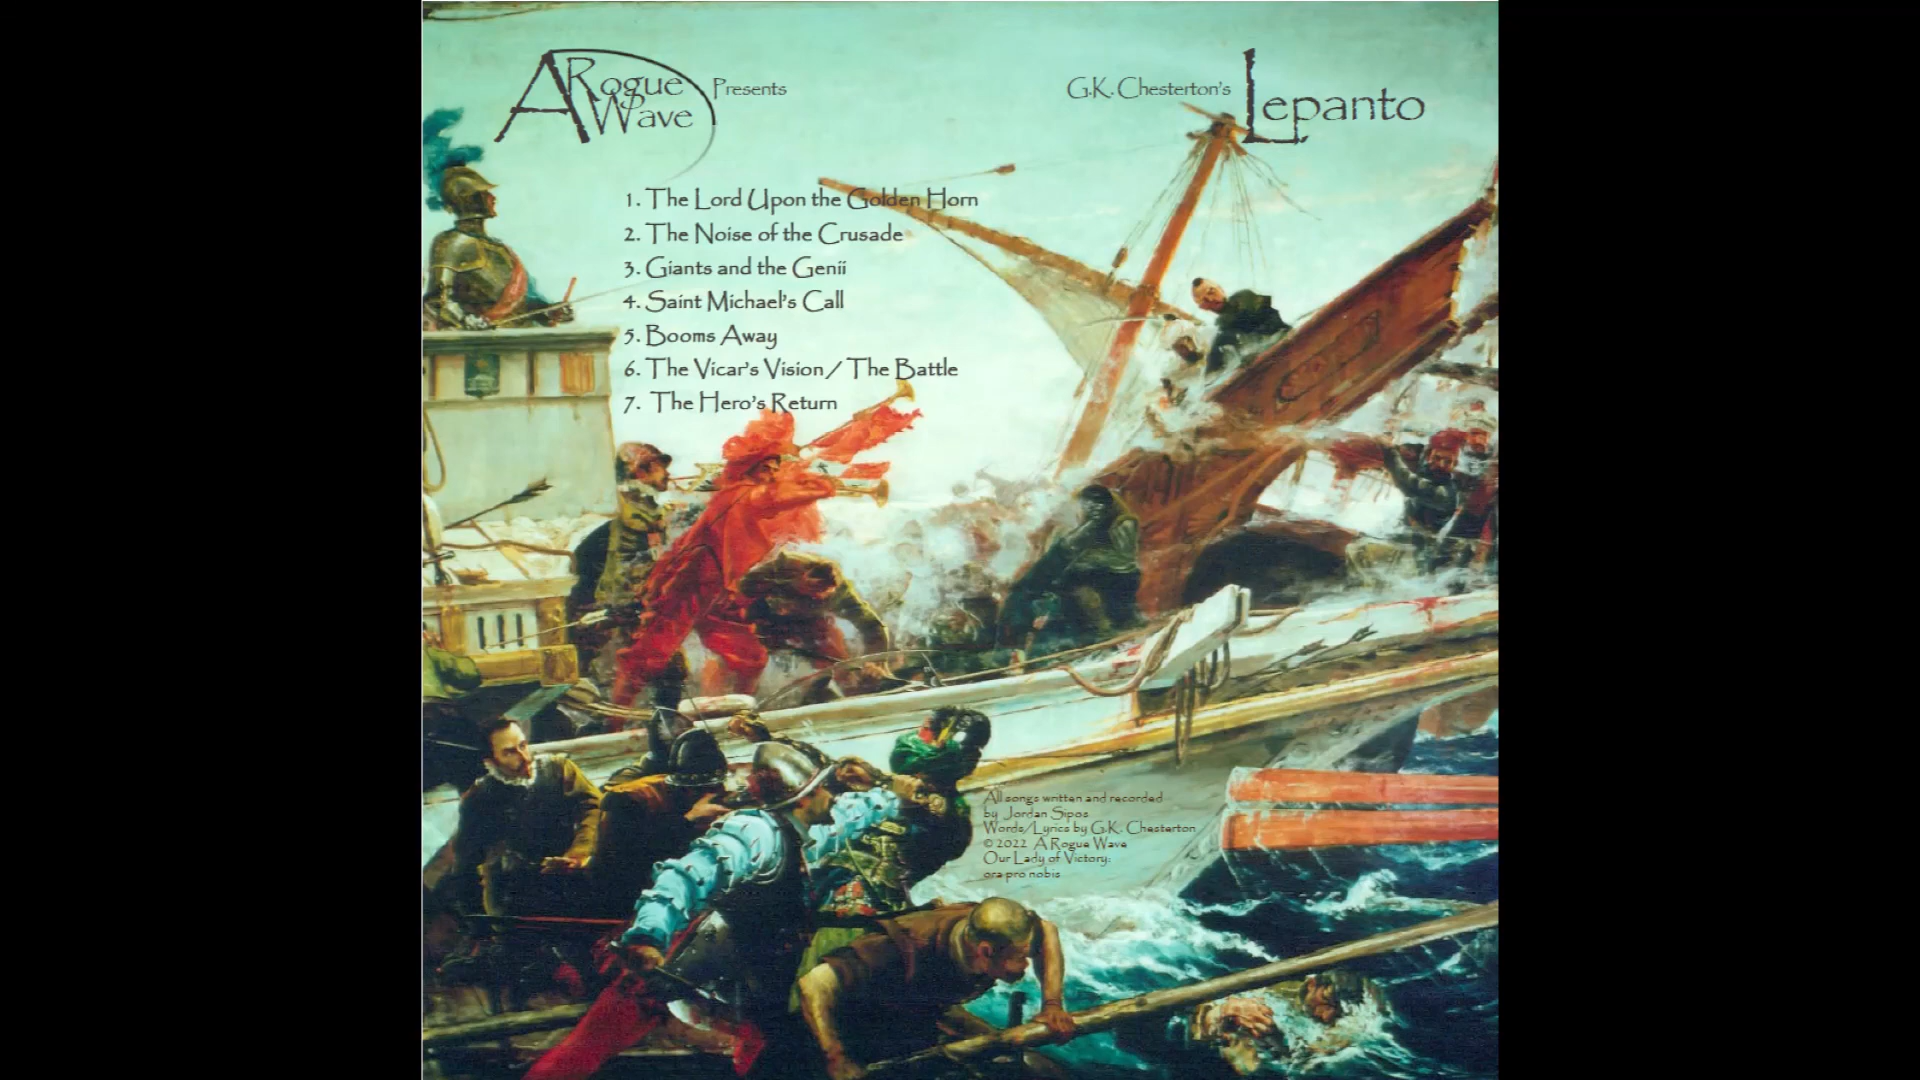 A Rogue Wave Presents
G.K. Chesterton's Lepanto
1. The Lord Upon the Golden Horn
2. The Noise of the Crusade
3. Giants and the Genii
4. Saint Michael's Call
5. Booms Away
6. The Vicar's Vision / The Battle
7. The Hero's Return
All songs written and recorded
by Jordan Sipos
Words/Lyrics by G.K. Chesterton
© 2022 A Rogue Wave
Our Lady of Victory:
ora pro nobis